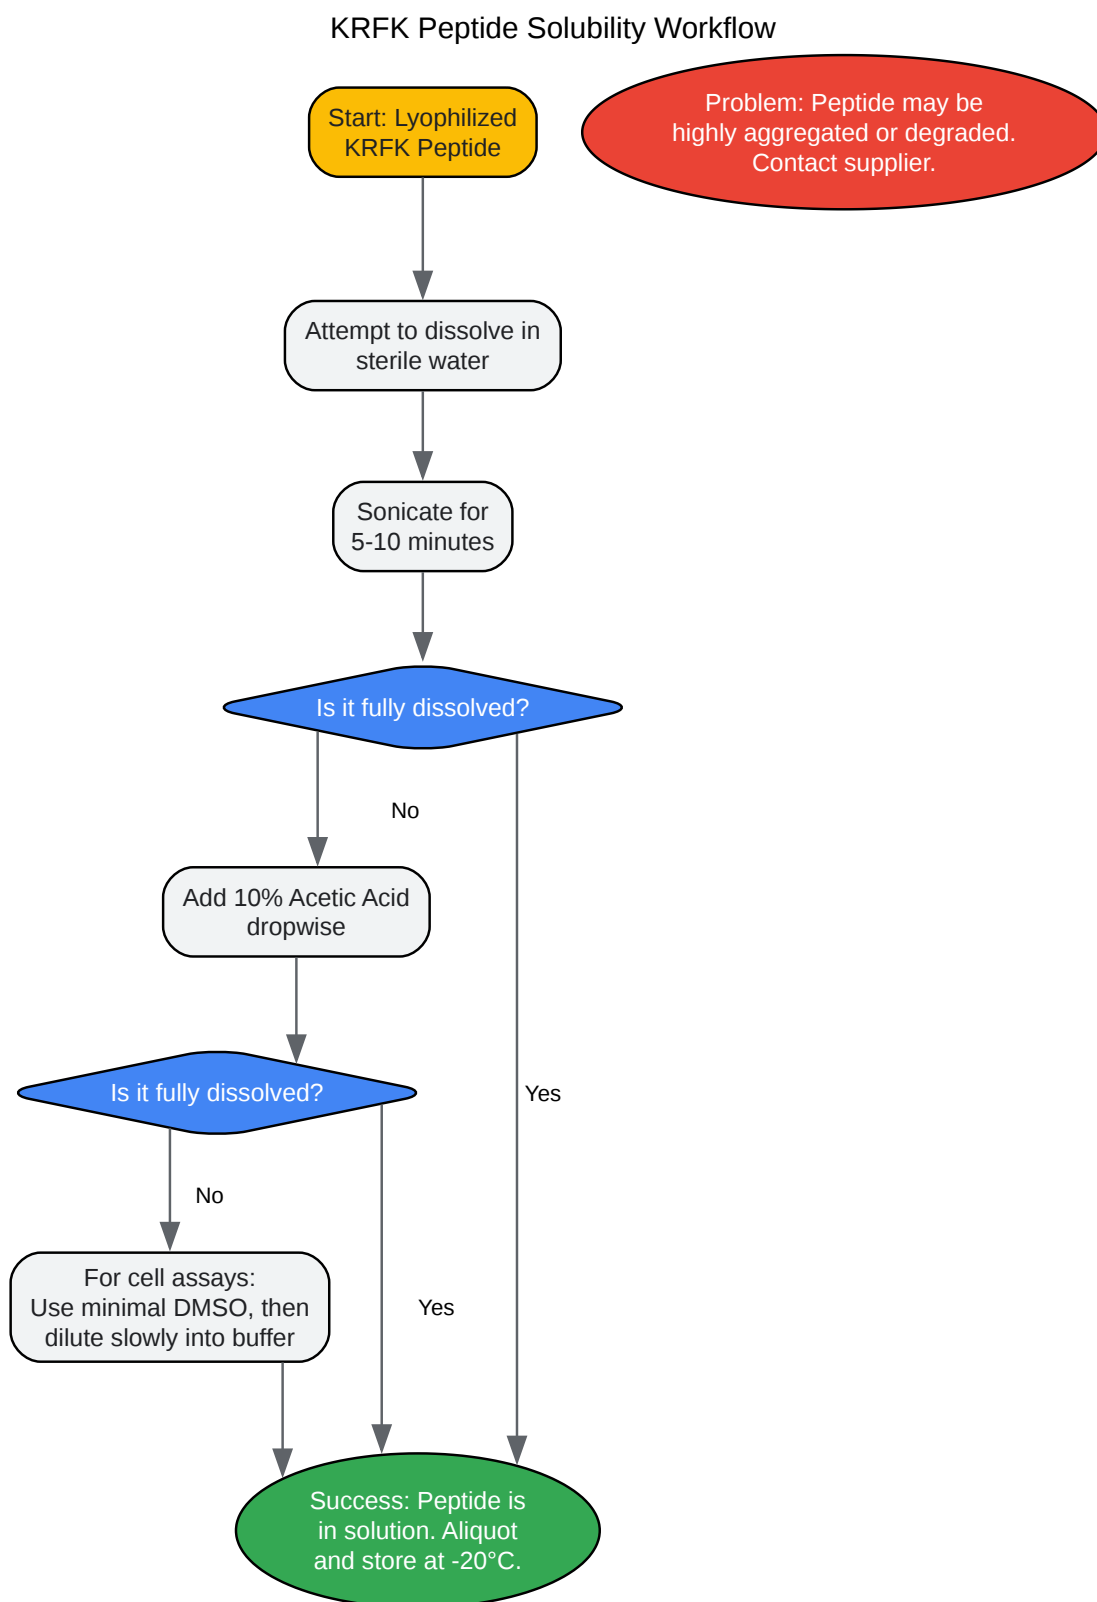 KRFK Peptide Solubility Workflow
Start: Lyophilized
KRFK Peptide
Problem: Peptide may be
highly aggregated or degraded.
Contact supplier.
Attempt to dissolve in
sterile water
Sonicate for
5-10 minutes
Is it fully dissolved?
No
Add 10% Acetic Acid
dropwise
Is it fully dissolved?
Yes
No
For cell assays:
Use minimal DMSO, then
dilute slowly into buffer
Yes
Success: Peptide is
in solution. Aliquot
and store at -20°C.